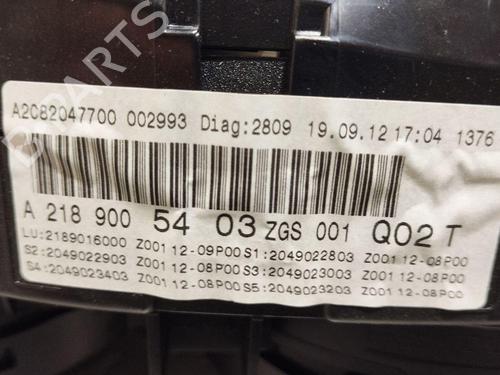 B PARTS
A2C82047700 002993 Diag:2809 19.09.12 17:04 1376
A 218 900 54 03 ZGS 001 Q02 T
LU:2189016000 Z001 12-09P00 S1:2049022803 Z001 12-08P00
S2:2049022903 Z001 12-08P00 S3:2049023003 Z001 12-08P00
S4:2049023403 Z001 12-08P00 S5:2049023203 Z001 12-08P00